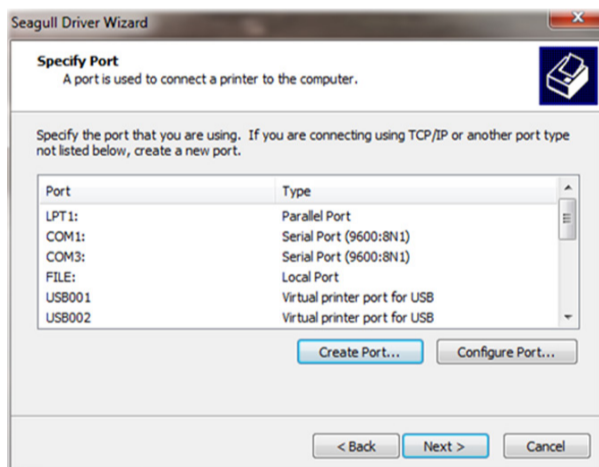 Seagull Driver Wizard
Specify Port
A port is used to connect a printer to the computer.
Specify the port that you are using. If you are connecting using TCP/IP or another port type
not listed below, create a new port.
Port Type
LPT1: Parallel Port
COM1: Serial Port (9600:8N1)
COM3: Serial Port (9600:8N1)
FILE: Local Port
USB001 Virtual printer port for USB
USB002 Virtual printer port for USB
Create Port... Configure Port...
< Back Next > Cancel